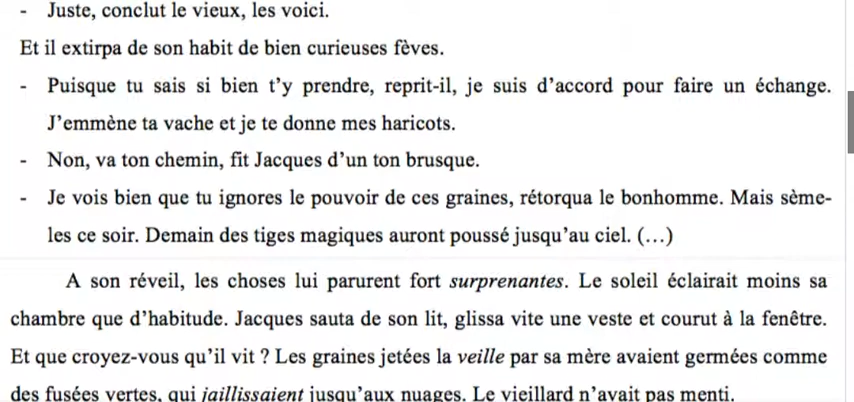 - Juste, conclut le vieux, les voici.
Et il extirpa de son habit de bien curieuses fèves.
- Puisque tu sais si bien t’y prendre, reprit-il, je suis d’accord pour faire un échange.
J’emmène ta vache et je te donne mes haricots.
- Non, va ton chemin, fit Jacques d’un ton brusque.
- Je vois bien que tu ignores le pouvoir de ces graines, rétorqua le bonhomme. Mais sème-
les ce soir. Demain des tiges magiques auront poussé jusqu’au ciel. (…)
A son réveil, les choses lui parurent fort surprenantes. Le soleil éclairait moins sa
chambre que d’habitude. Jacques sauta de son lit, glissa vite une veste et courut à la fenêtre.
Et que croyez-vous qu’il vit ? Les graines jetées la veille par sa mère avaient germées comme
des fusées vertes, qui jaillissaient jusqu’aux nuages. Le vieillard n’avait pas menti.